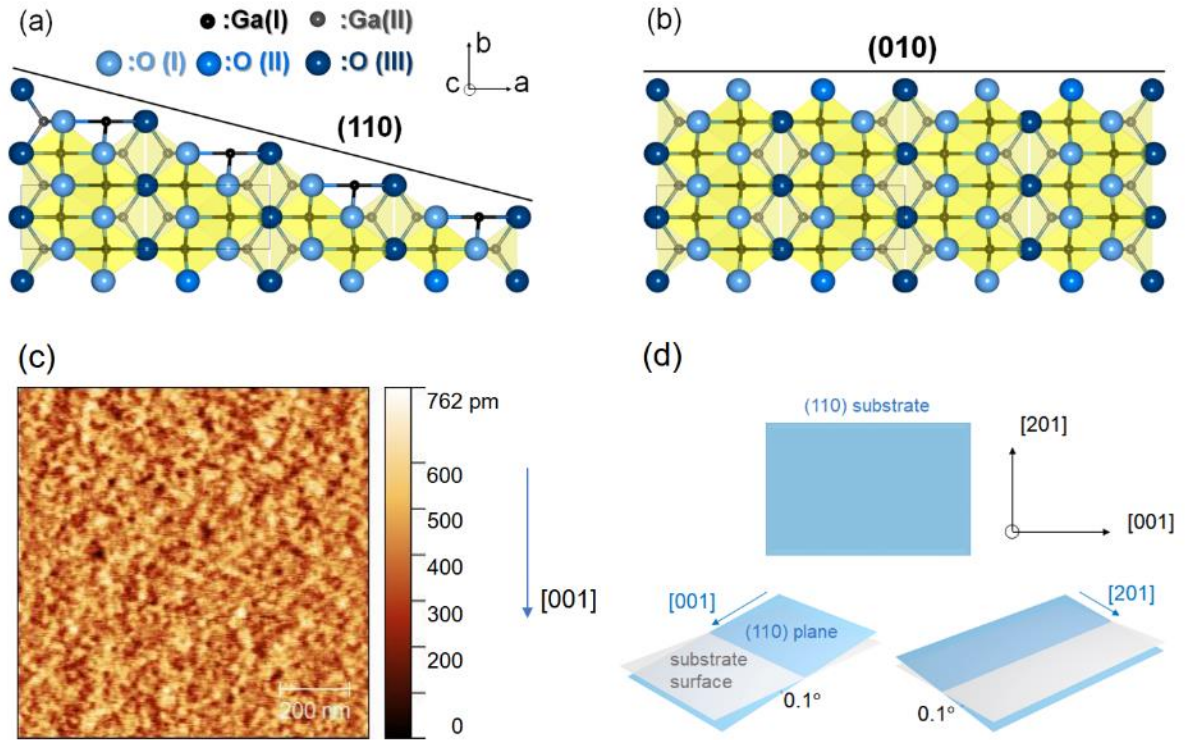 (a)
:Ga(I) :Ga(II)
:O (I) :O (II) :O (III)
b
c a
(110)
(b)
(010)
(c)
762 pm
600
500
400
300
200
0
200 nm
[001]
(d)
(110) substrate
[201]
[001]
[001]
(110) plane
substrate
surface
0.1°
[201]
0.1°